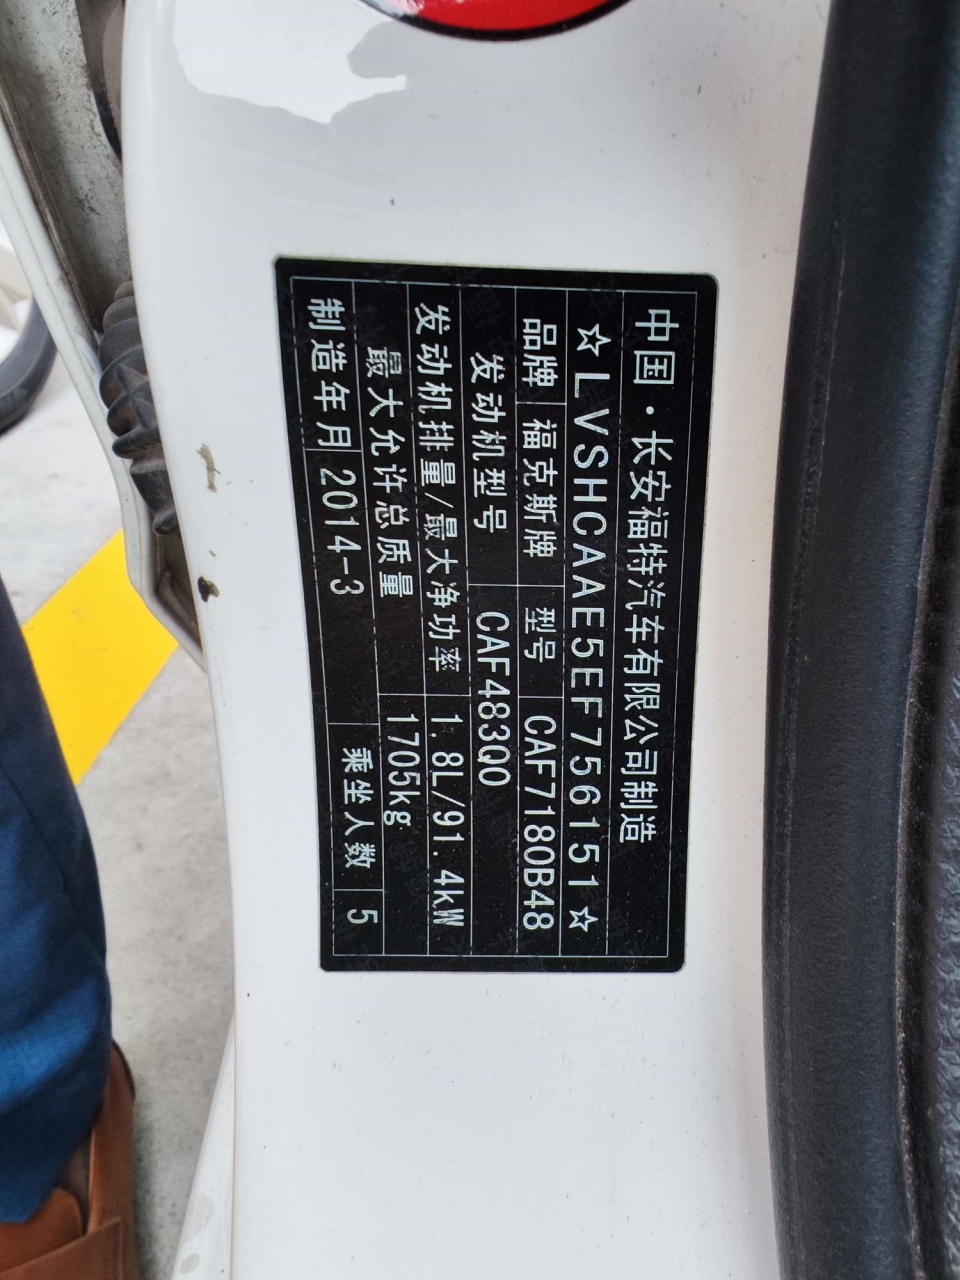 中国·长安福特汽车有限公司制造
☆LVSHCAAE5EF756151☆
品牌 福克斯牌 型号 CAF7180B48
发动机型号 CAF483Q0
发动机排量/最大净功率 1.8L/91.4kW
最大允许总质量 1705kg
制造年月 2014-3 乘坐人数 5